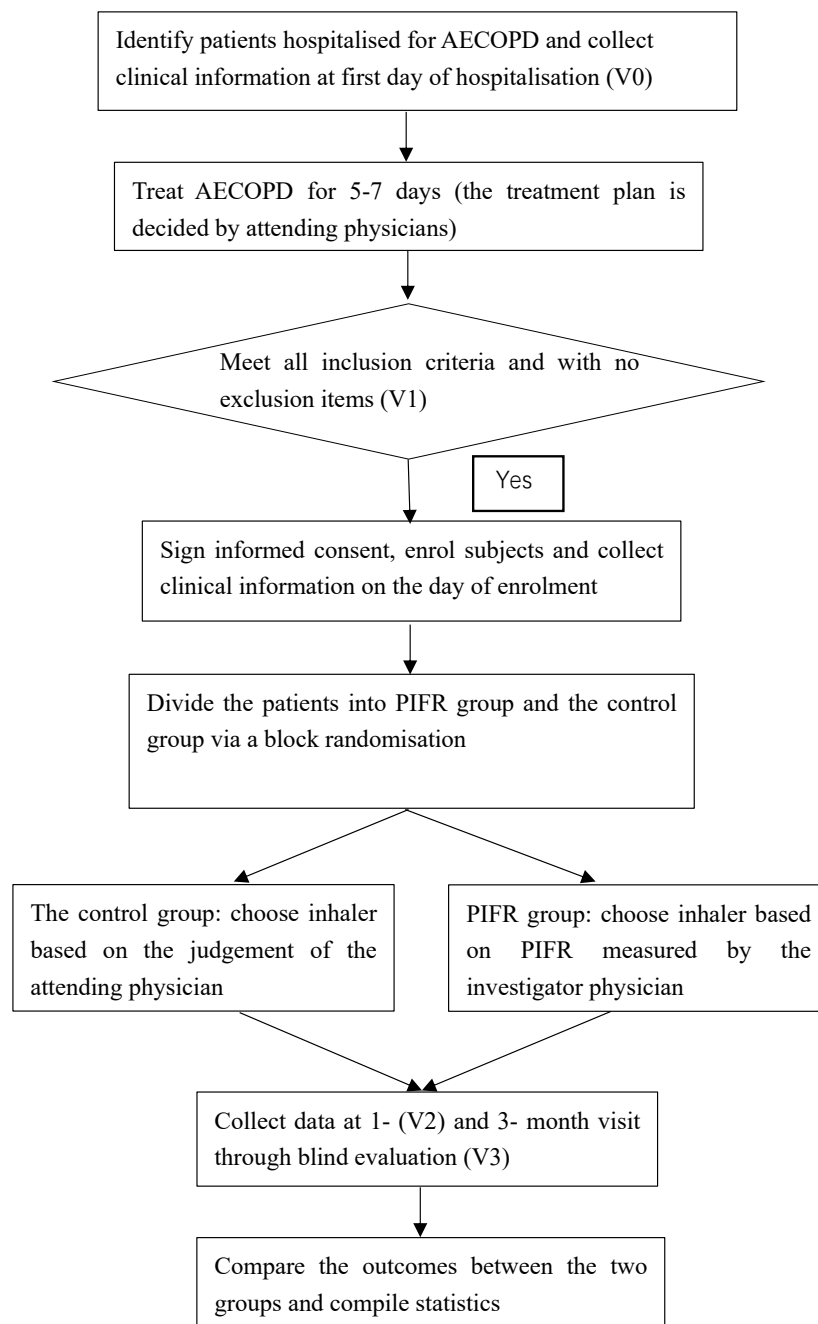 Identify patients hospitalised for AECOPD and collect
clinical information at first day of hospitalisation (V0)
Treat AECOPD for 5-7 days (the treatment plan is
decided by attending physicians)
Meet all inclusion criteria and with no
exclusion items (V1)
Yes
Sign informed consent, enrol subjects and collect
clinical information on the day of enrolment
Divide the patients into PIFR group and the control
group via a block randomisation
The control group: choose inhaler
based on the judgement of the
attending physician
PIFR group: choose inhaler based
on PIFR measured by the
investigator physician
Collect data at 1- (V2) and 3- month visit
through blind evaluation (V3)
Compare the outcomes between the two
groups and compile statistics